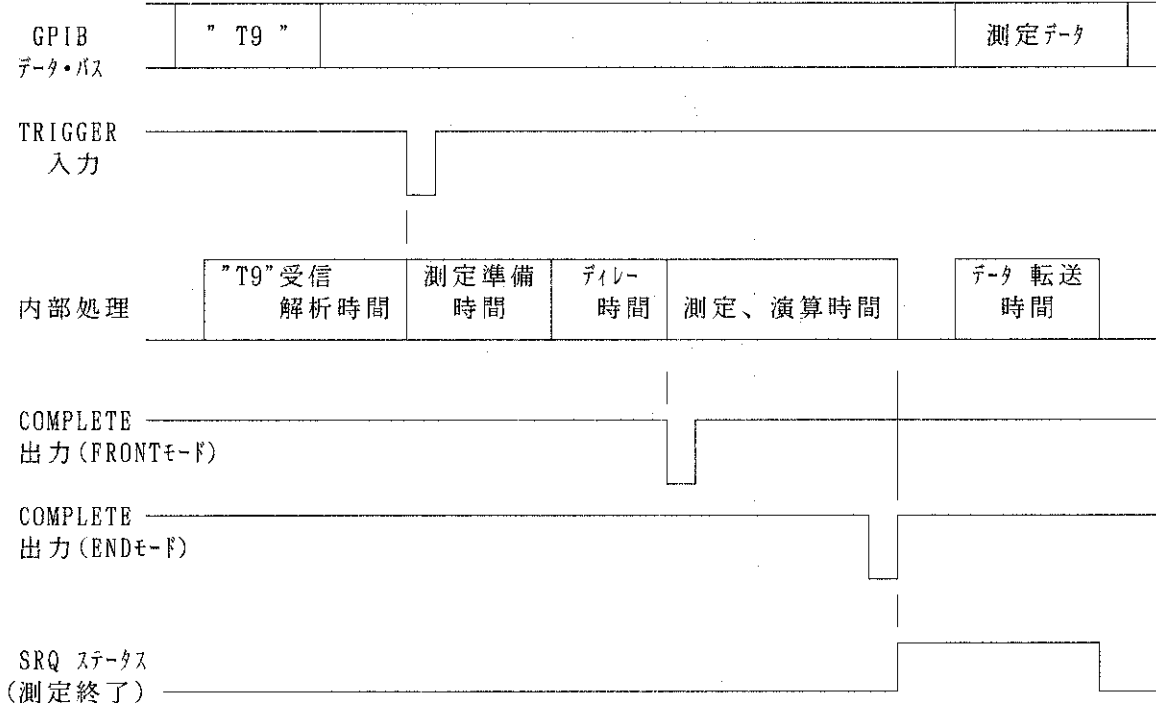 GPIB
データ・バス
" T9 "
測定データ
TRIGGER
入力
内部処理
"T9"受信
解析時間
測定準備
時間
ディレー
時間
測定、演算時間
データ 転送
時間
COMPLETE
出力(FRONTモード)
COMPLETE
出力(ENDモード)
SRQ ステータス
(測定終了)